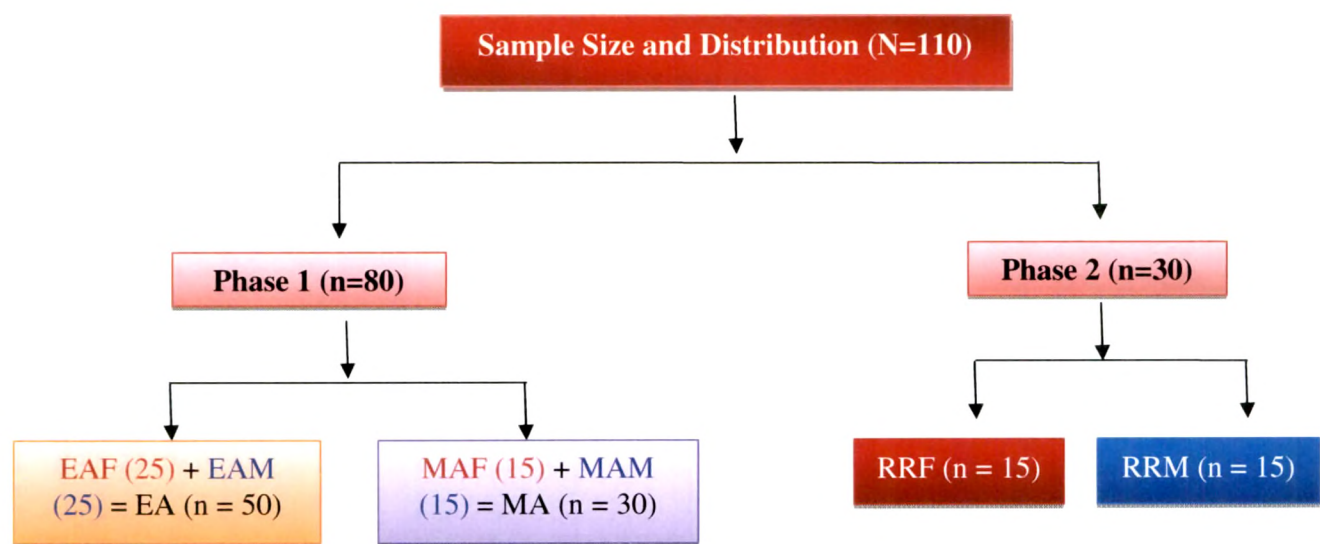 Sample Size and Distribution (N=110)
Phase 1 (n=80)
Phase 2 (n=30)
EAF (25) + EAM
(25) = EA (n = 50)
MAF (15) + MAM
(15) = MA (n = 30)
RRF (n = 15)
RRM (n = 15)